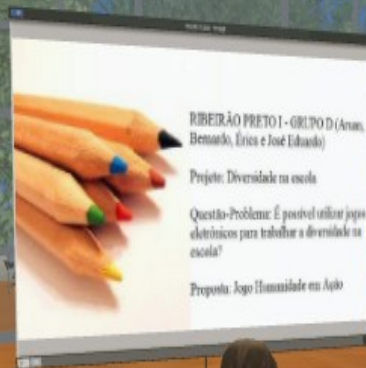 RIBEIRÃO PRETO I - GRUPO D (Aruan,
Bernardo, Érica e José Eduardo)
Projeto: Diversidade na escola
Questão-Problema: É possível utilizar jogos
eletrônicos para trabalhar a diversidade na
escola?
Proposta: Jogo Humanidade em Ação